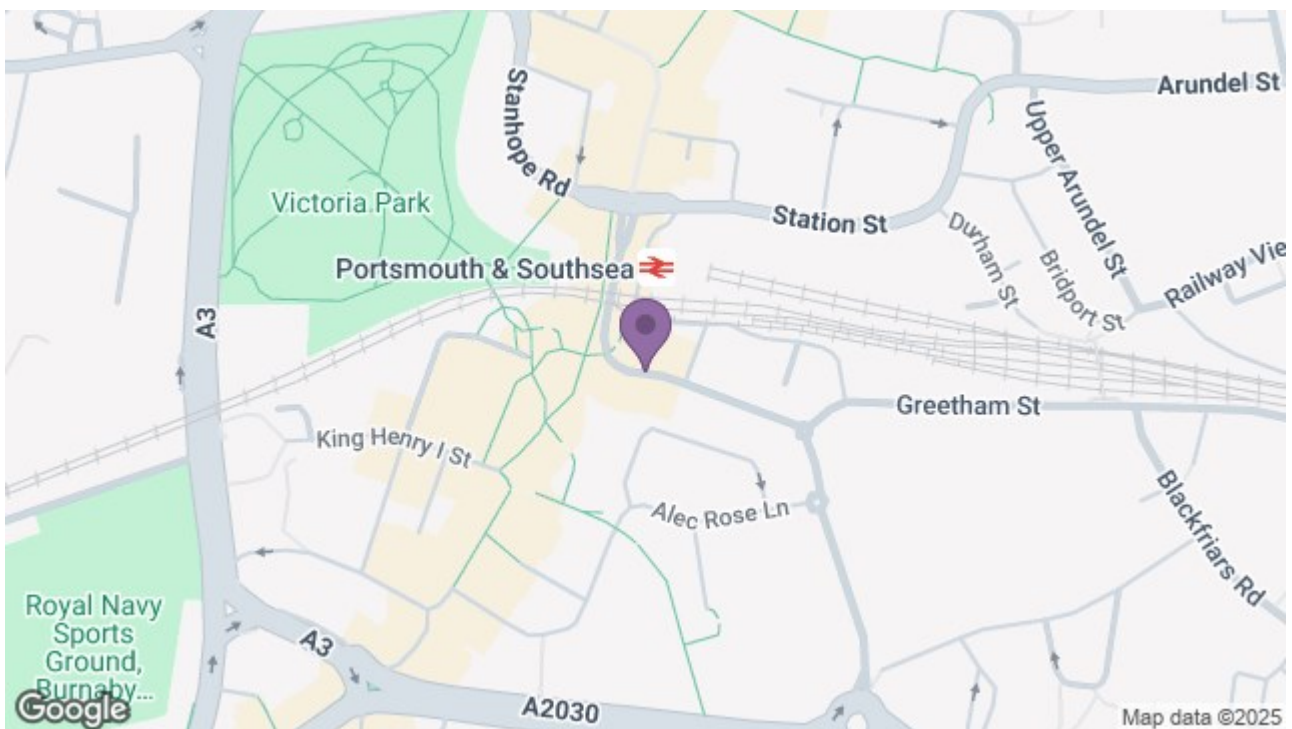 Arundel St
Stanhope Rd
Upper Arundel St
Victoria Park
Station St
Durham St
Bridport St
Railway Vie
Portsmouth & Southsea
A3
Greetham St
King Henry I St
Alec Rose Ln
Blackfriars Rd
Royal Navy
Sports
Ground,
Burnaby...
A3
A2030
Google
Map data ©2025